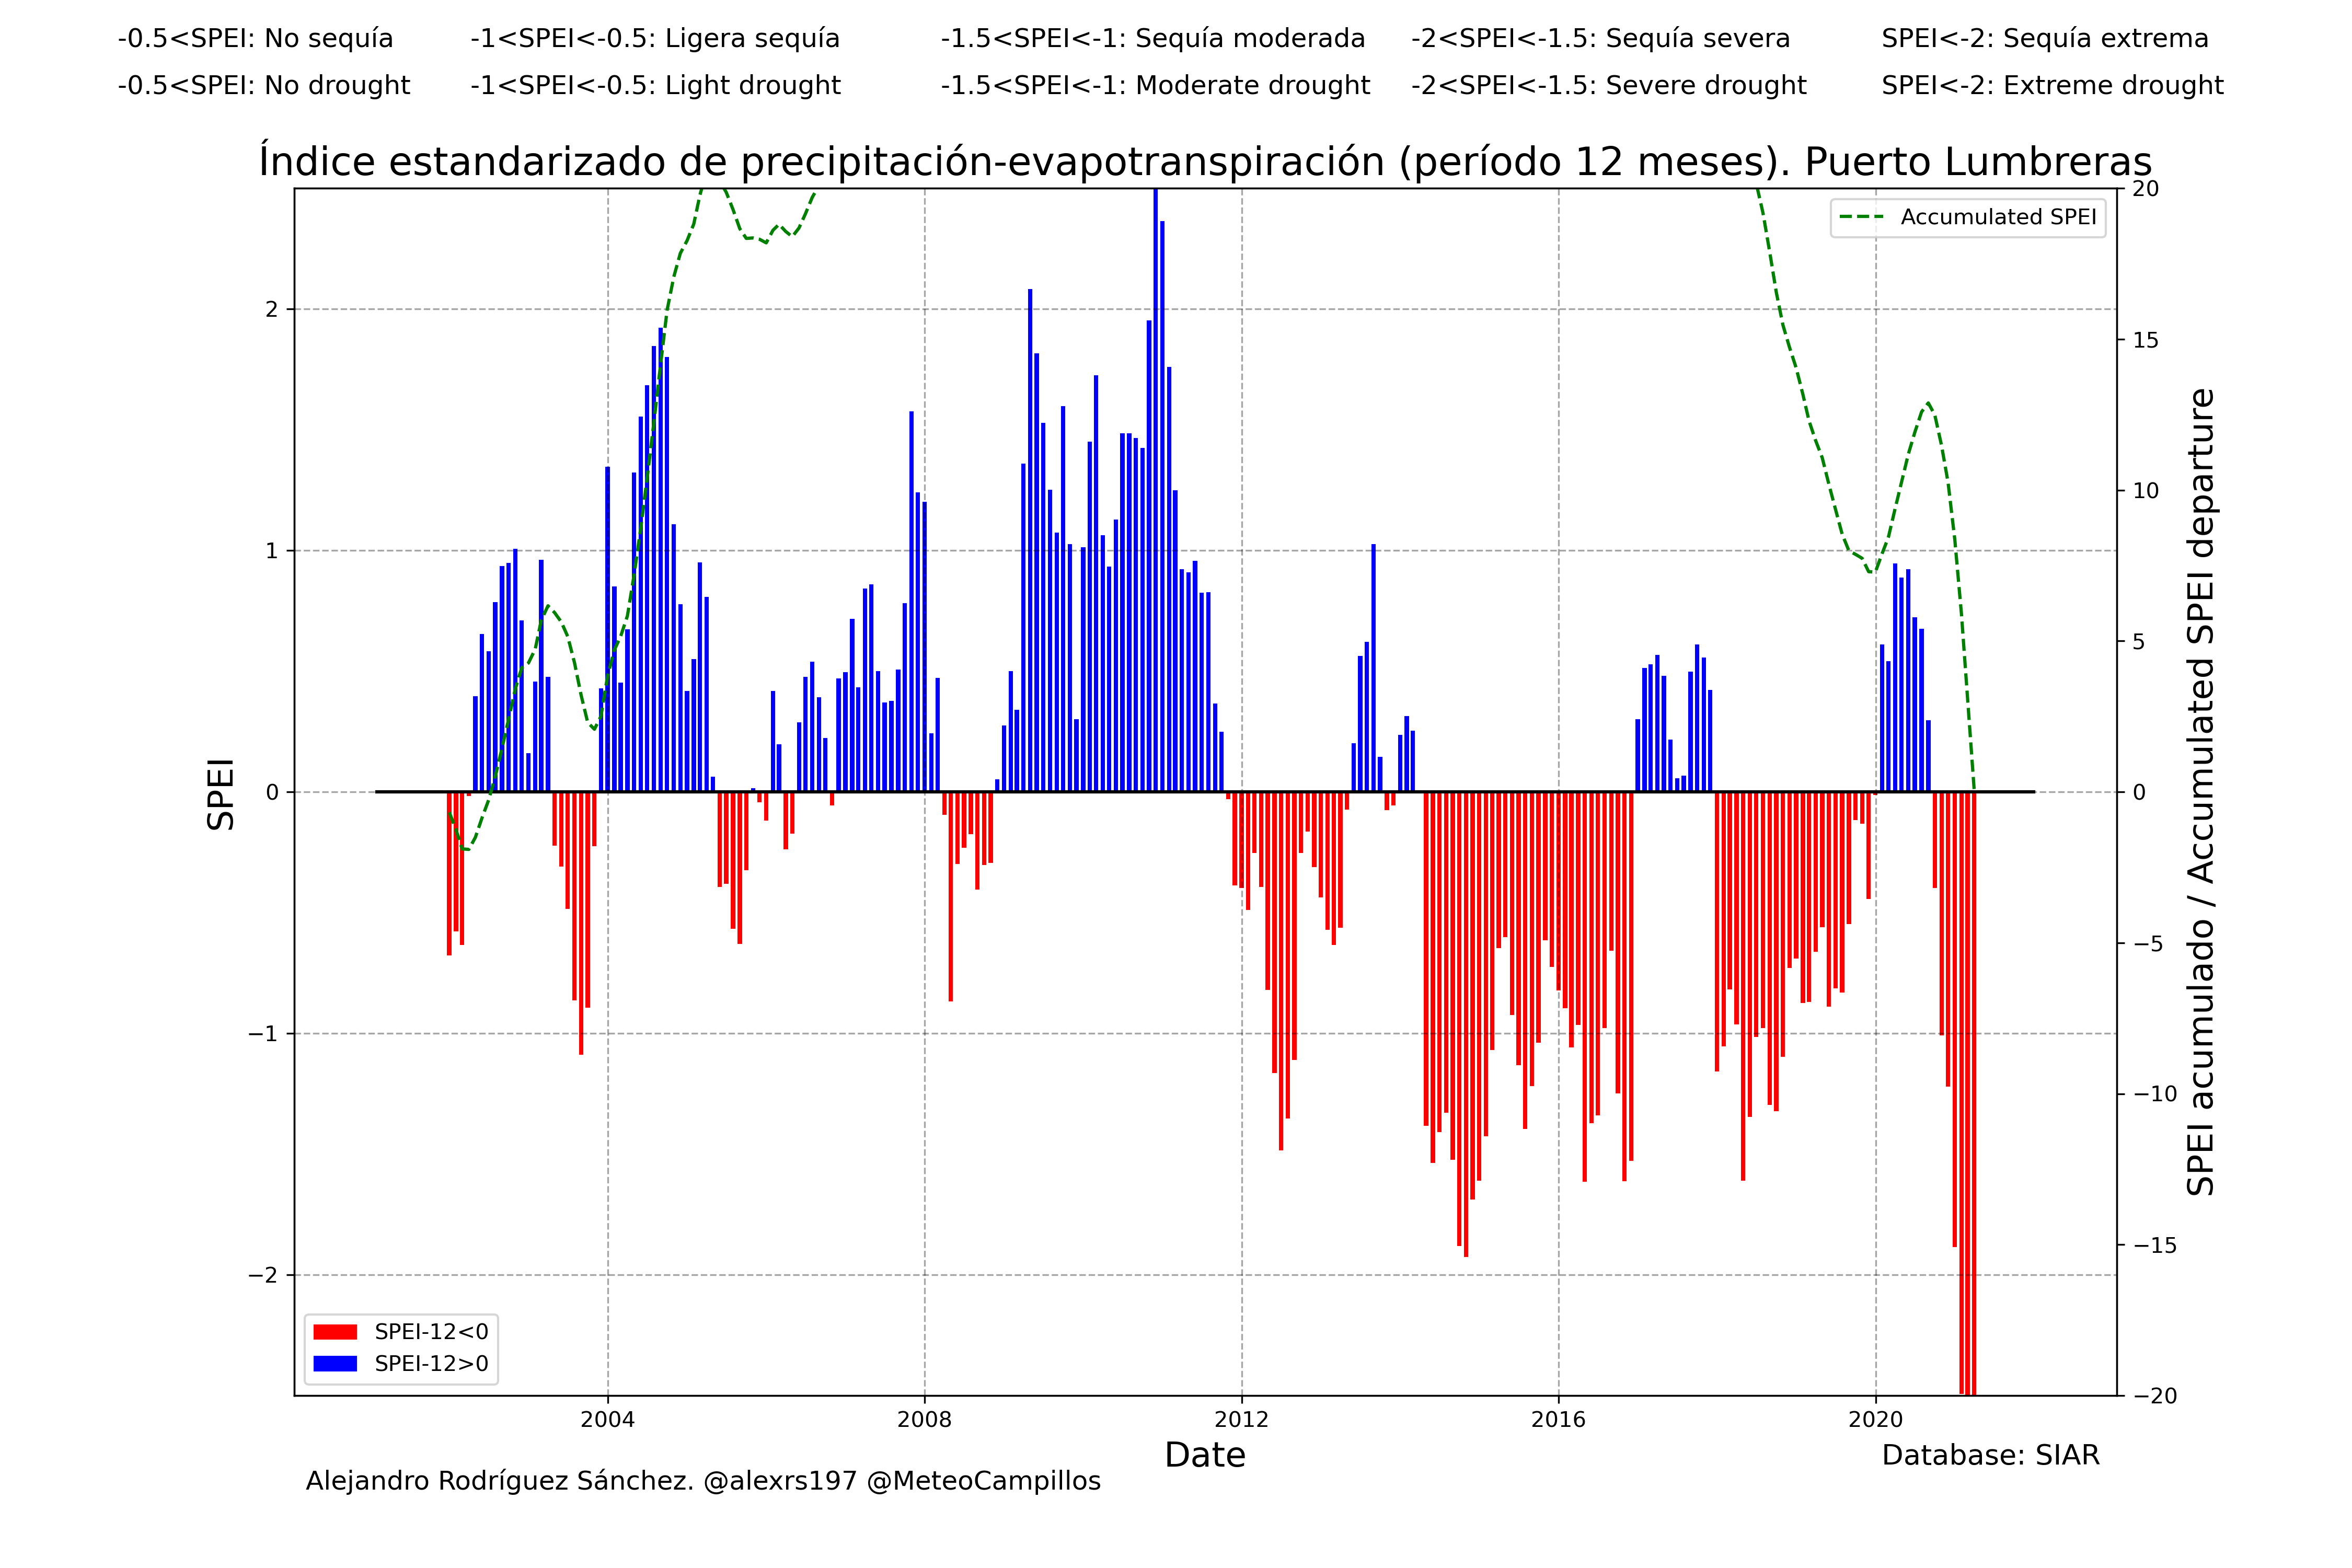 -0.5<SPEI: No sequía -1<SPEI<-0.5: Ligera sequía -1.5<SPEI<-1: Sequía moderada -2<SPEI<-1.5: Sequía severa SPEI<-2: Sequía extrema
-0.5<SPEI: No drought -1<SPEI<-0.5: Light drought -1.5<SPEI<-1: Moderate drought -2<SPEI<-1.5: Severe drought SPEI<-2: Extreme drought
Índice estandarizado de precipitación-evapotranspiración (período 12 meses). Puerto Lumbreras
Accumulated SPEI
SPEI
2
1
0
−1
−2
20
15
10
5
0
−5
−10
−15
−20
SPEI acumulado / Accumulated SPEI departure
SPEI-12<0
SPEI-12>0
2004 2008 2012 2016 2020
Date
Database: SIAR
Alejandro Rodríguez Sánchez. @alexrs197 @MeteoCampillos